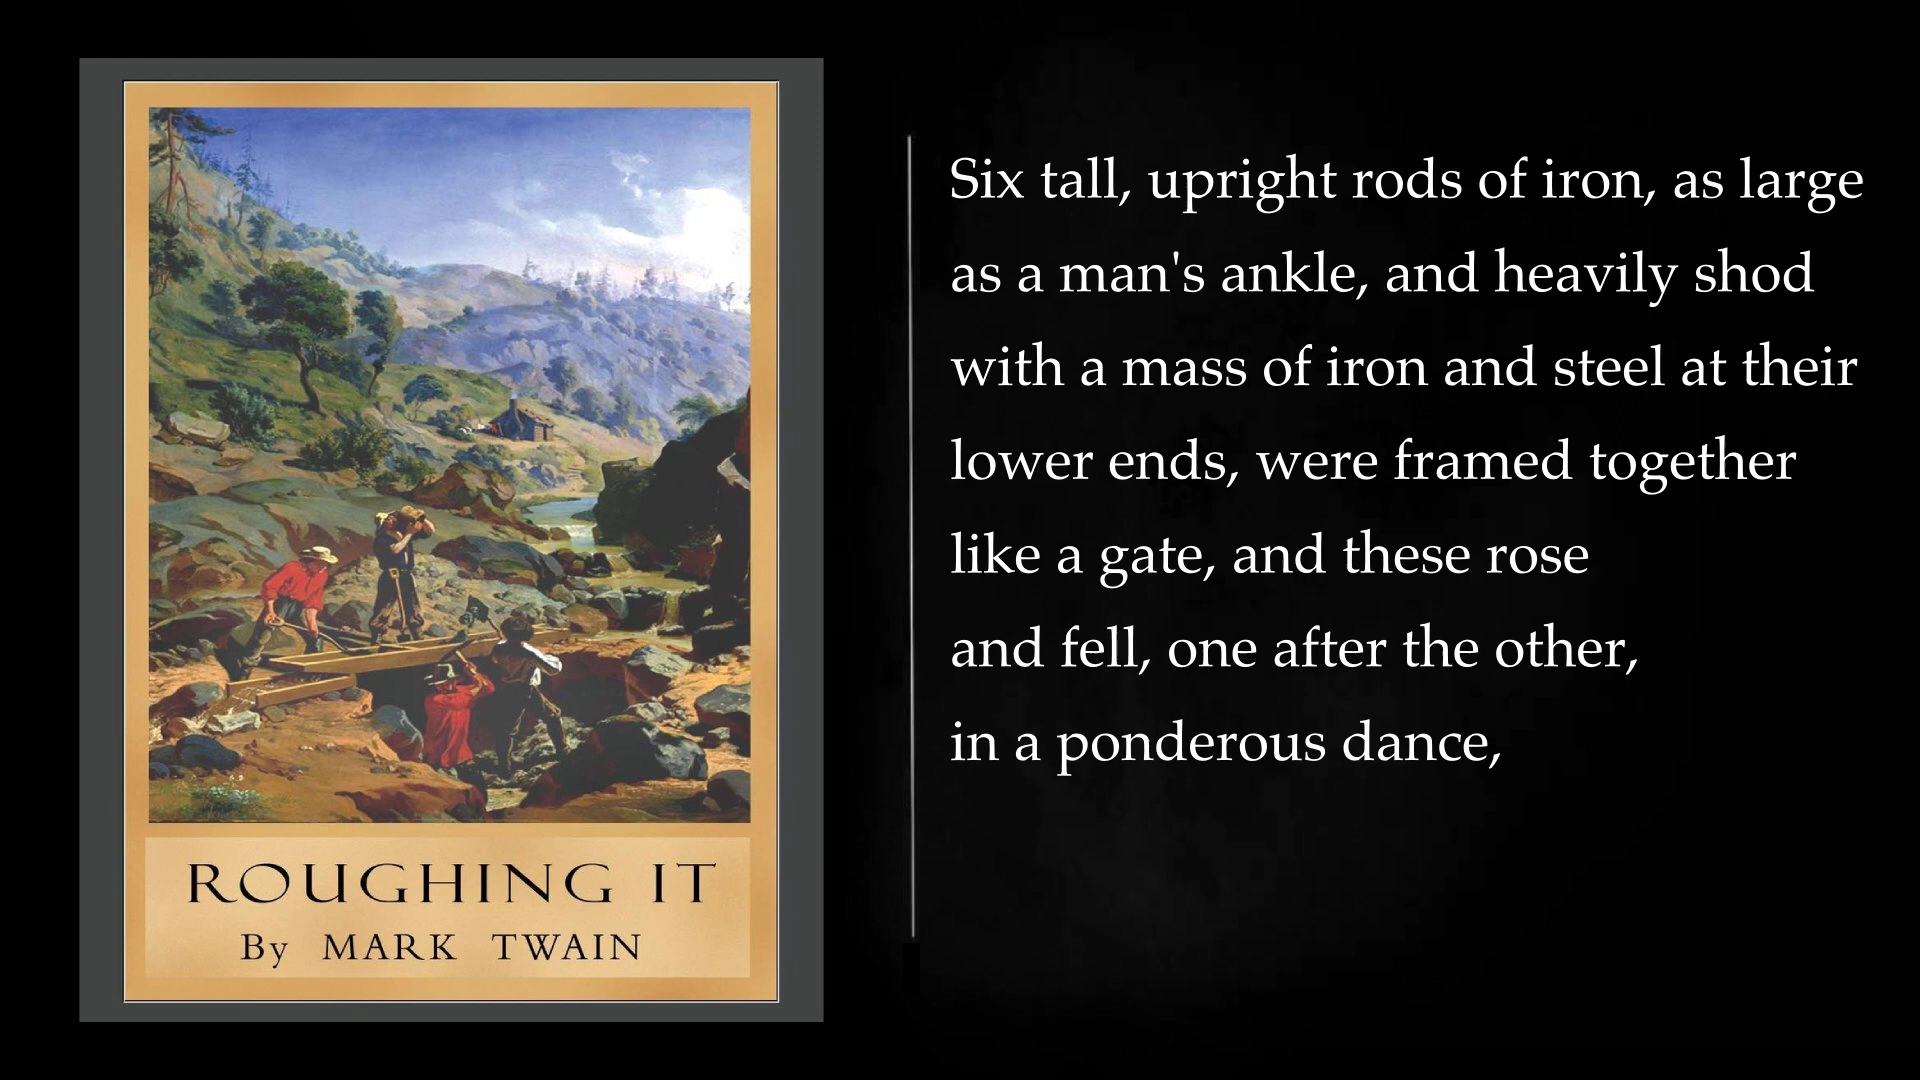 ROUGHING IT
By MARK TWAIN
Six tall, upright rods of iron, as large
as a man's ankle, and heavily shod
with a mass of iron and steel at their
lower ends, were framed together
like a gate, and these rose
and fell, one after the other,
in a ponderous dance,